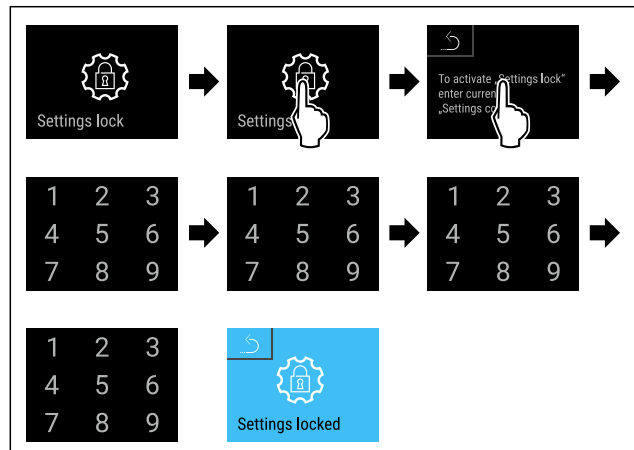 Settings lock
Settings
To activate „Settings lock“
enter curren
„Settings co
1 2 3
4 5 6
7 8 9
1 2 3
4 5 6
7 8 9
1 2 3
4 5 6
7 8 9
1 2 3
4 5 6
7 8 9
Settings locked